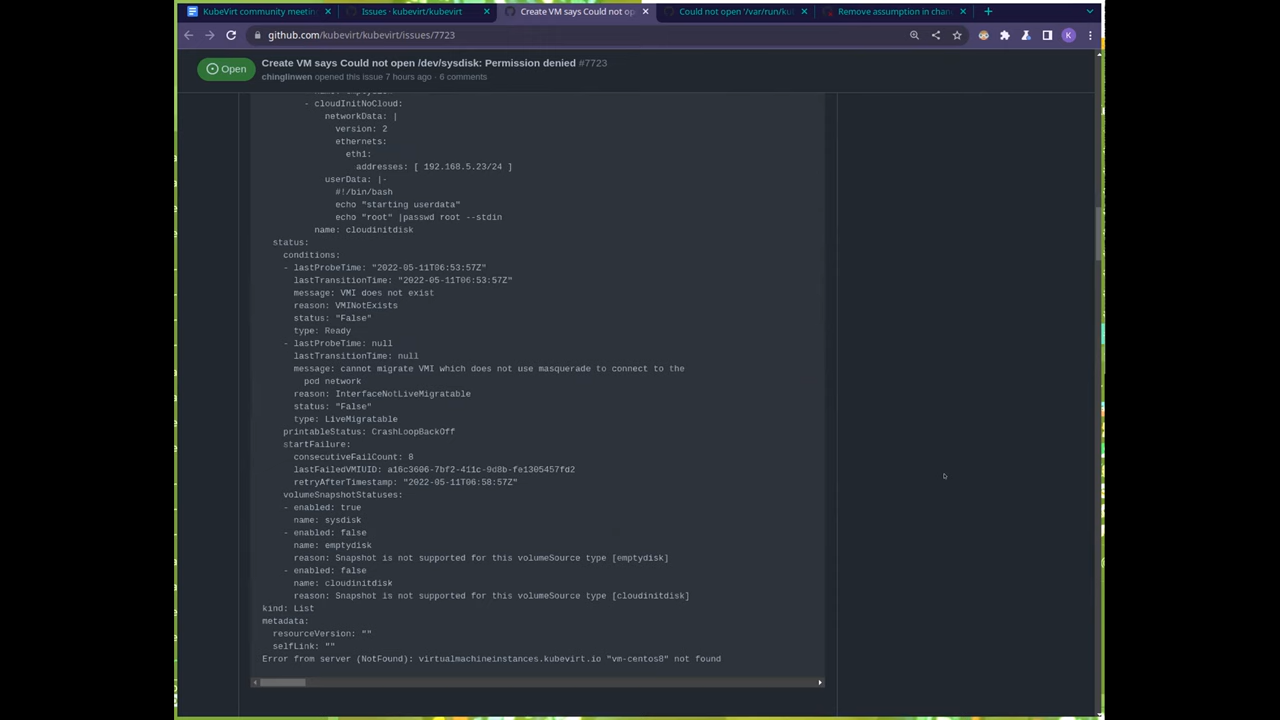 KubeVirt community meetin
Issues · kubevirt/kubevirt
Create VM says Could not op
Could not open '/var/run/ku
Remove assumption in chan
github.com/kubevirt/kubevirt/issues/7723
K
Open
Create VM says Could not open /dev/sysdisk: Permission denied #7723
chinglinwen opened this issue 7 hours ago · 6 comments
- cloudInitNoCloud:
networkData: |
version: 2
ethernets:
eth1:
addresses: [ 192.168.5.23/24 ]
userData: |-
#!/bin/bash
echo "starting userdata"
echo "root" |passwd root --stdin
name: cloudinitdisk
status:
conditions:
- lastProbeTime: "2022-05-11T06:53:57Z"
lastTransitionTime: "2022-05-11T06:53:57Z"
message: VMI does not exist
reason: VMINotExists
status: "False"
type: Ready
- lastProbeTime: null
lastTransitionTime: null
message: cannot migrate VMI which does not use masquerade to connect to the
pod network
reason: InterfaceNotLiveMigratable
status: "False"
type: LiveMigratable
printableStatus: CrashLoopBackOff
startFailure:
consecutiveFailCount: 8
lastFailedVMIUID: a16c3606-7bf2-411c-9d8b-fe1305457fd2
retryAfterTimestamp: "2022-05-11T06:58:57Z"
volumeSnapshotStatuses:
- enabled: true
name: sysdisk
- enabled: false
name: emptydisk
reason: Snapshot is not supported for this volumeSource type [emptydisk]
- enabled: false
name: cloudinitdisk
reason: Snapshot is not supported for this volumeSource type [cloudinitdisk]
kind: List
metadata:
resourceVersion: ""
selfLink: ""
Error from server (NotFound): virtualmachineinstances.kubevirt.io "vm-centos8" not found